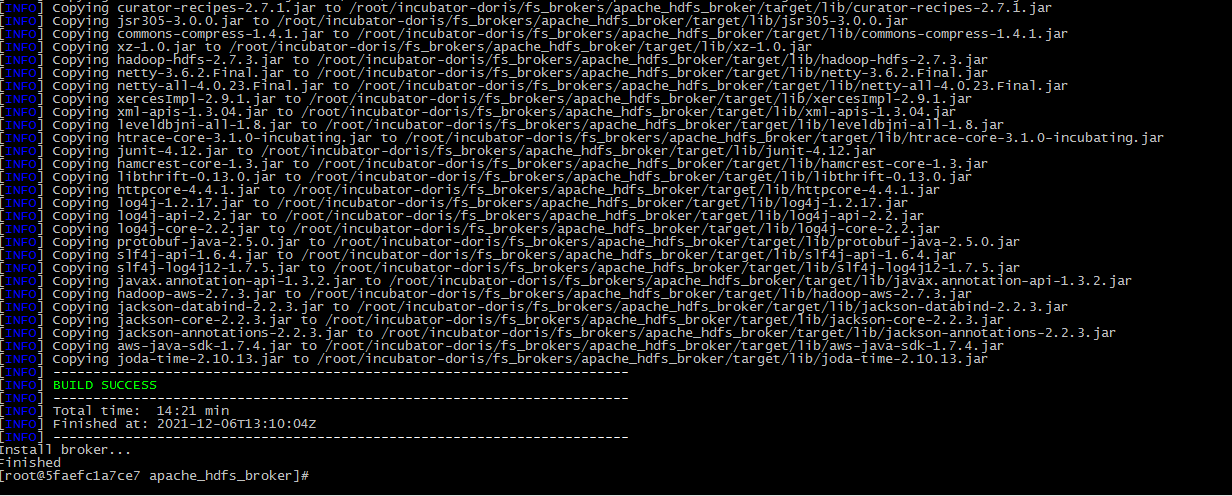 [INFO] Copying curator-recipes-2.7.1.jar to /root/incubator-doris/fs_brokers/apache_hdfs_broker/target/lib/curator-recipes-2.7.1.jar
[INFO] Copying jsr305-3.0.0.jar to /root/incubator-doris/fs_brokers/apache_hdfs_broker/target/lib/jsr305-3.0.0.jar
[INFO] Copying commons-compress-1.4.1.jar to /root/incubator-doris/fs_brokers/apache_hdfs_broker/target/lib/commons-compress-1.4.1.jar
[INFO] Copying xz-1.0.jar to /root/incubator-doris/fs_brokers/apache_hdfs_broker/target/lib/xz-1.0.jar
[INFO] Copying hadoop-hdfs-2.7.3.jar to /root/incubator-doris/fs_brokers/apache_hdfs_broker/target/lib/hadoop-hdfs-2.7.3.jar
[INFO] Copying netty-3.6.2.Final.jar to /root/incubator-doris/fs_brokers/apache_hdfs_broker/target/lib/netty-3.6.2.Final.jar
[INFO] Copying netty-all-4.0.23.Final.jar to /root/incubator-doris/fs_brokers/apache_hdfs_broker/target/lib/netty-all-4.0.23.Final.jar
[INFO] Copying xercesImpl-2.9.1.jar to /root/incubator-doris/fs_brokers/apache_hdfs_broker/target/lib/xercesImpl-2.9.1.jar
[INFO] Copying xml-apis-1.3.04.jar to /root/incubator-doris/fs_brokers/apache_hdfs_broker/target/lib/xml-apis-1.3.04.jar
[INFO] Copying leveldbjni-all-1.8.jar to /root/incubator-doris/fs_brokers/apache_hdfs_broker/target/lib/leveldbjni-all-1.8.jar
[INFO] Copying htrace-core-3.1.0-incubating.jar to /root/incubator-doris/fs_brokers/apache_hdfs_broker/target/lib/htrace-core-3.1.0-incubating.jar
[INFO] Copying junit-4.12.jar to /root/incubator-doris/fs_brokers/apache_hdfs_broker/target/lib/junit-4.12.jar
[INFO] Copying hamcrest-core-1.3.jar to /root/incubator-doris/fs_brokers/apache_hdfs_broker/target/lib/hamcrest-core-1.3.jar
[INFO] Copying libthrift-0.13.0.jar to /root/incubator-doris/fs_brokers/apache_hdfs_broker/target/lib/libthrift-0.13.0.jar
[INFO] Copying httpcore-4.4.1.jar to /root/incubator-doris/fs_brokers/apache_hdfs_broker/target/lib/httpcore-4.4.1.jar
[INFO] Copying log4j-1.2.17.jar to /root/incubator-doris/fs_brokers/apache_hdfs_broker/target/lib/log4j-1.2.17.jar
[INFO] Copying log4j-api-2.2.jar to /root/incubator-doris/fs_brokers/apache_hdfs_broker/target/lib/log4j-api-2.2.jar
[INFO] Copying log4j-core-2.2.jar to /root/incubator-doris/fs_brokers/apache_hdfs_broker/target/lib/log4j-core-2.2.jar
[INFO] Copying protobuf-java-2.5.0.jar to /root/incubator-doris/fs_brokers/apache_hdfs_broker/target/lib/protobuf-java-2.5.0.jar
[INFO] Copying slf4j-api-1.6.4.jar to /root/incubator-doris/fs_brokers/apache_hdfs_broker/target/lib/slf4j-api-1.6.4.jar
[INFO] Copying slf4j-log4j12-1.7.5.jar to /root/incubator-doris/fs_brokers/apache_hdfs_broker/target/lib/slf4j-log4j12-1.7.5.jar
[INFO] Copying javax.annotation-api-1.3.2.jar to /root/incubator-doris/fs_brokers/apache_hdfs_broker/target/lib/javax.annotation-api-1.3.2.jar
[INFO] Copying hadoop-aws-2.7.3.jar to /root/incubator-doris/fs_brokers/apache_hdfs_broker/target/lib/hadoop-aws-2.7.3.jar
[INFO] Copying jackson-databind-2.2.3.jar to /root/incubator-doris/fs_brokers/apache_hdfs_broker/target/lib/jackson-databind-2.2.3.jar
[INFO] Copying jackson-core-2.2.3.jar to /root/incubator-doris/fs_brokers/apache_hdfs_broker/target/lib/jackson-core-2.2.3.jar
[INFO] Copying jackson-annotations-2.2.3.jar to /root/incubator-doris/fs_brokers/apache_hdfs_broker/target/lib/jackson-annotations-2.2.3.jar
[INFO] Copying aws-java-sdk-1.7.4.jar to /root/incubator-doris/fs_brokers/apache_hdfs_broker/target/lib/aws-java-sdk-1.7.4.jar
[INFO] Copying joda-time-2.10.13.jar to /root/incubator-doris/fs_brokers/apache_hdfs_broker/target/lib/joda-time-2.10.13.jar
[INFO] ------------------------------------------------------------------------
[INFO] BUILD SUCCESS
[INFO] ------------------------------------------------------------------------
[INFO] Total time:  14:21 min
[INFO] Finished at: 2021-12-06T13:10:04Z
[INFO] ------------------------------------------------------------------------
Install broker...
Finished
[root@5faefc1a7ce7 apache_hdfs_broker]#